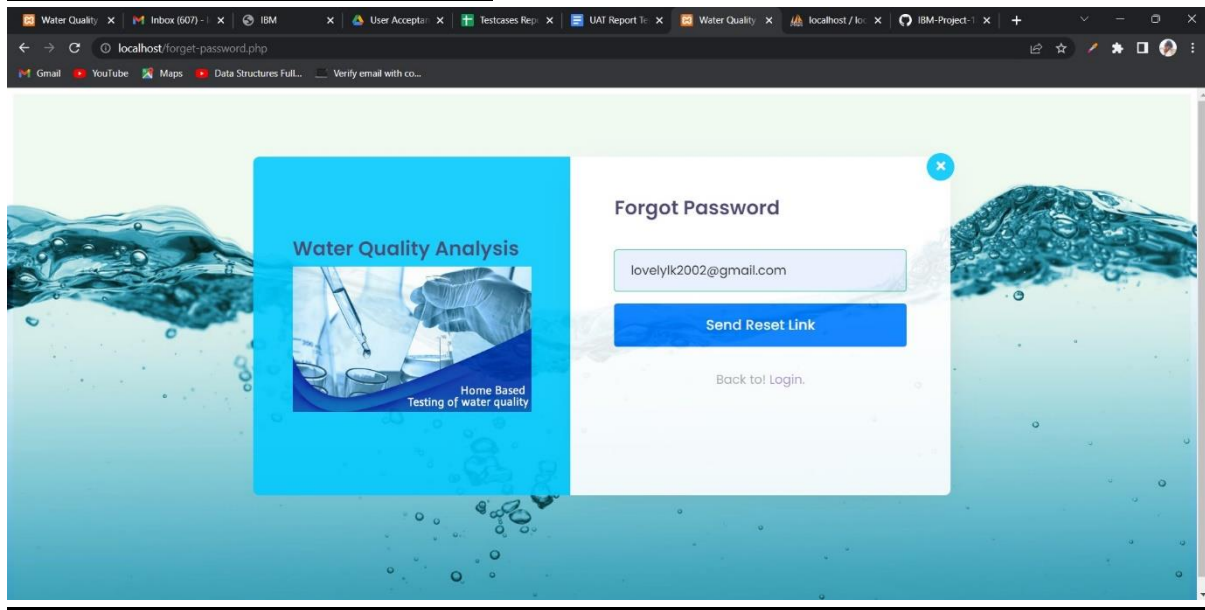 Water Quality
Inbox (607) - l
IBM
User Acceptan
Testcases Repo
UAT Report Te
Water Quality
localhost / loc
IBM-Project-1
localhost/forget-password.php
Gmail
YouTube
Maps
Data Structures Full...
Verify email with co...
Water Quality Analysis
Home Based
Testing of water quality
Forgot Password
lovelylk2002@gmail.com
Send Reset Link
Back to! Login.